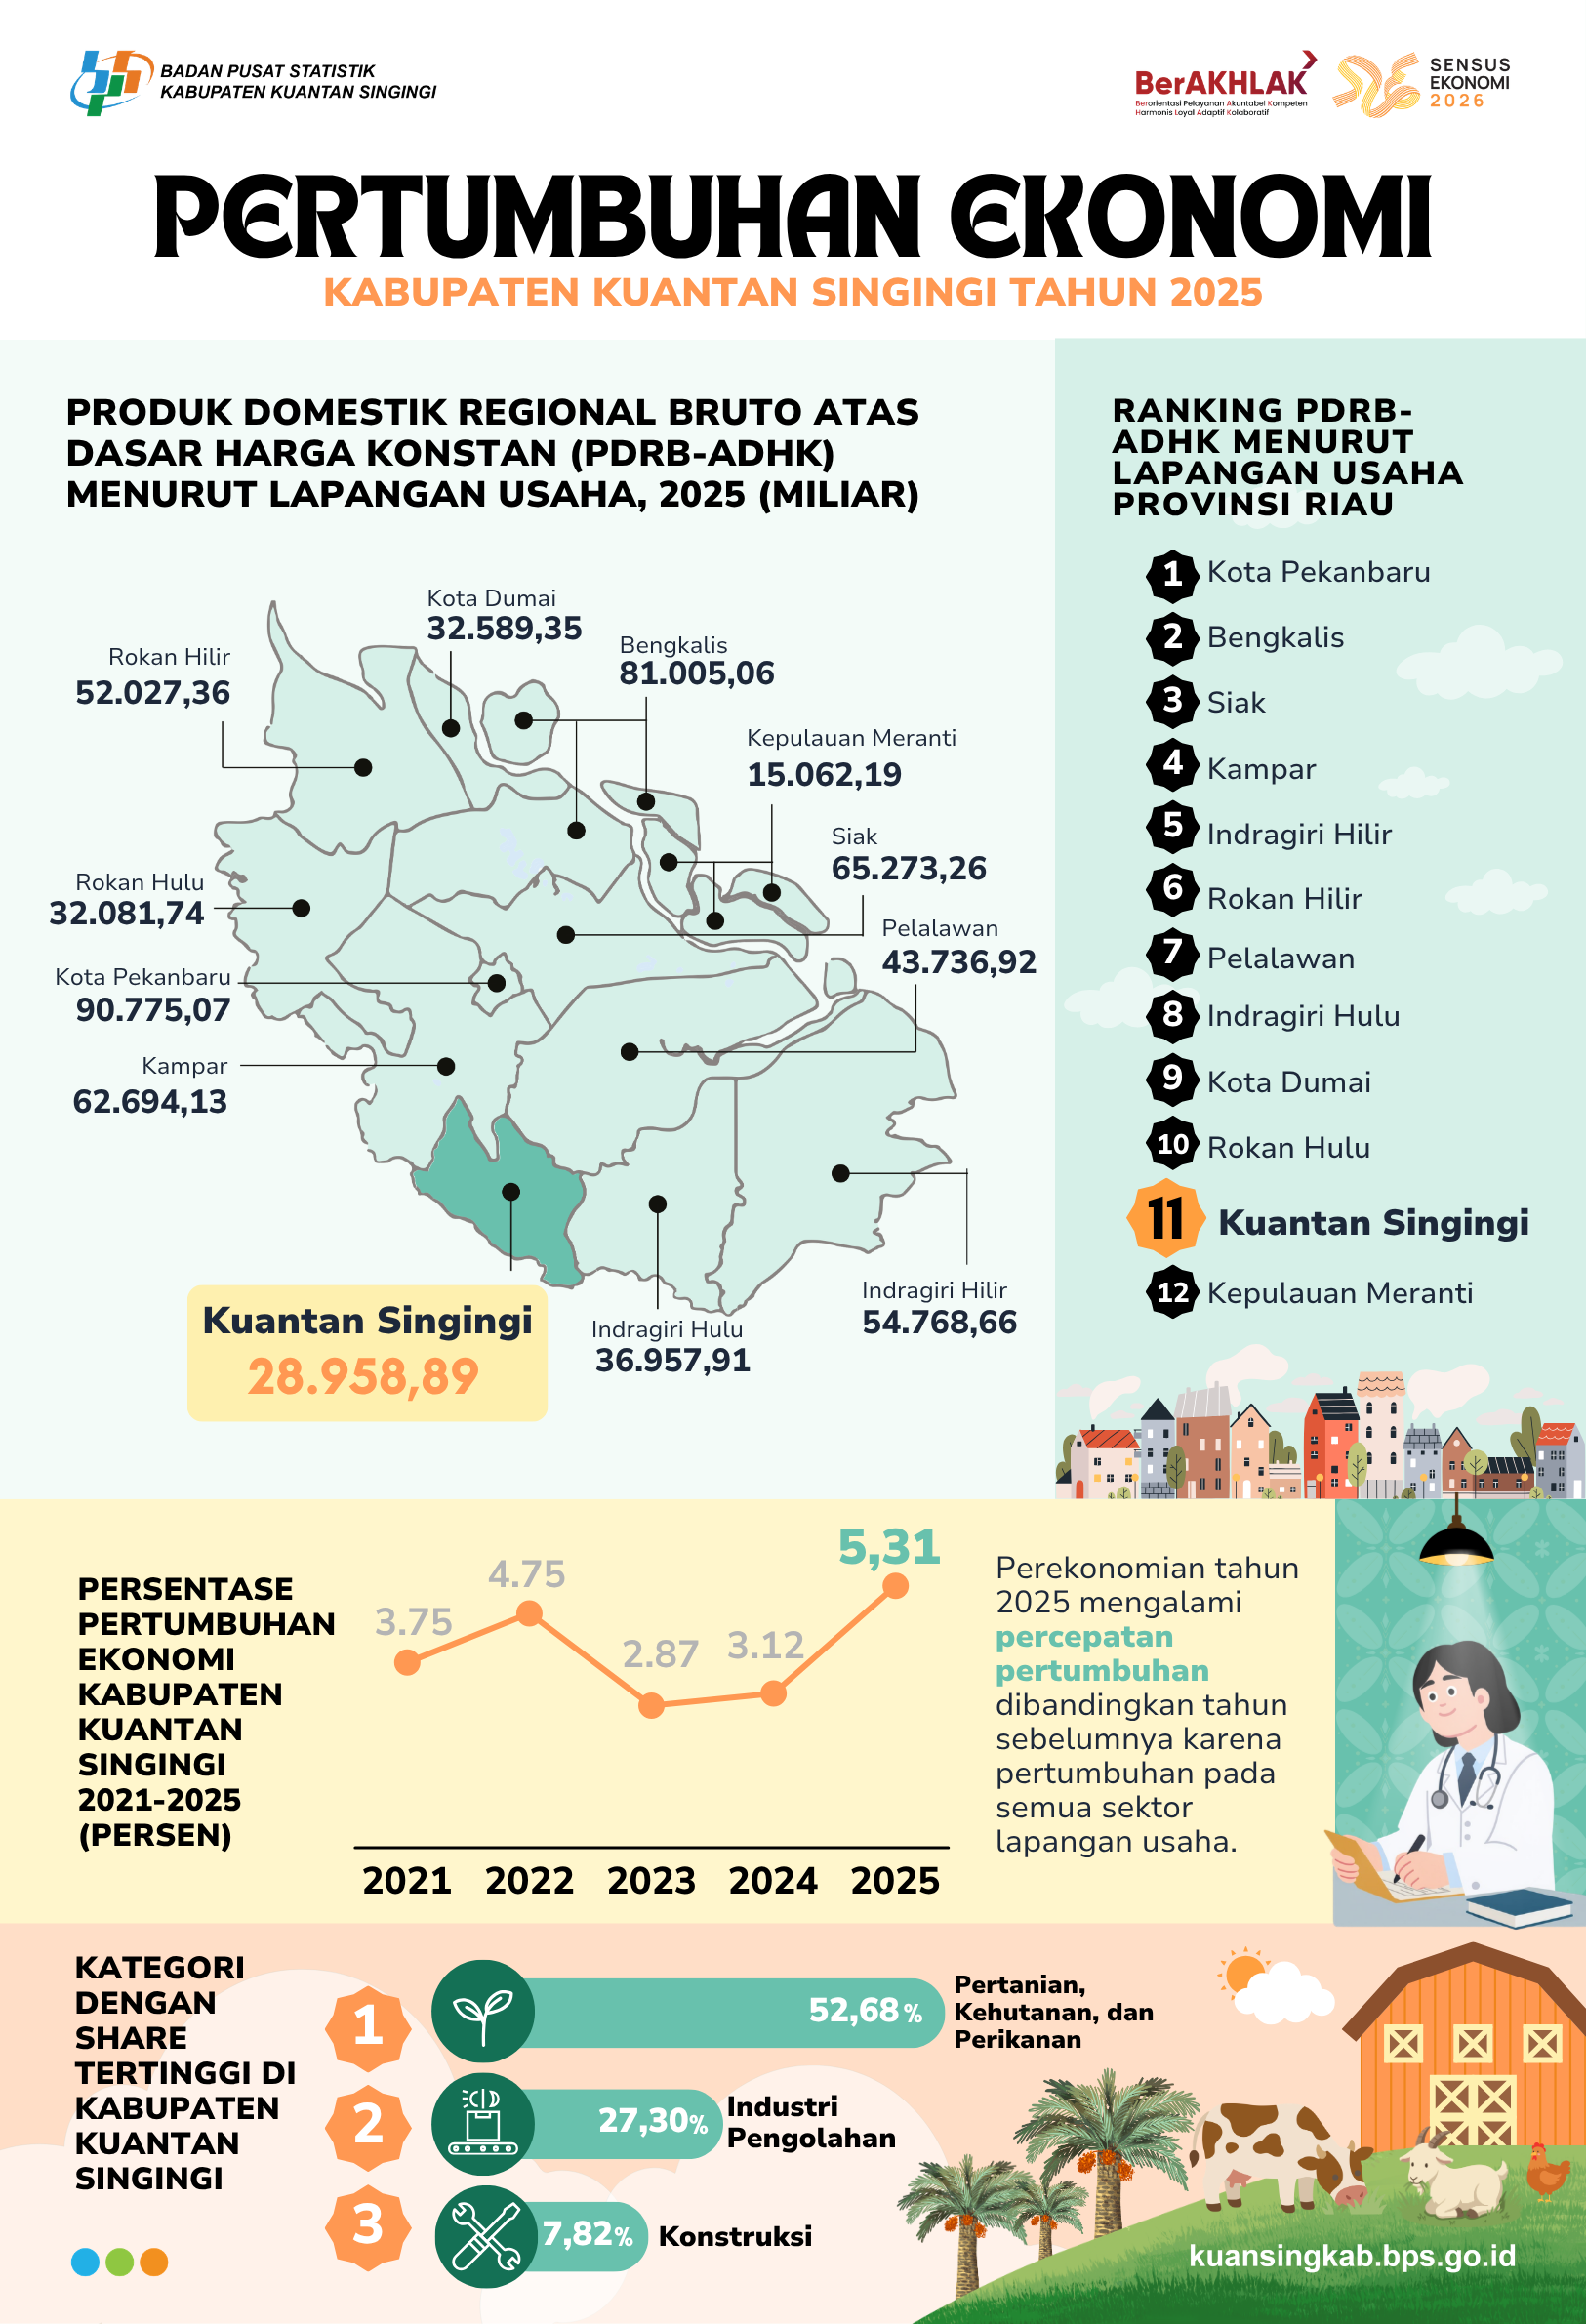 BADAN PUSAT STATISTIK
KABUPATEN KUANTAN SINGINGI
BerAKHLAK
Berorientasi Pelayanan Akuntabel Kompeten
Harmonis Loyal Adaptif Kolaboratif
SENSUS
EKONOMI
2026
PERTUMBUHAN EKONOMI
KABUPATEN KUANTAN SINGINGI TAHUN 2025
PRODUK DOMESTIK REGIONAL BRUTO ATAS
DASAR HARGA KONSTAN (PDRB-ADHK)
MENURUT LAPANGAN USAHA, 2025 (MILIAR)
Kota Dumai
32.589,35
Bengkalis
81.005,06
Rokan Hilir
52.027,36
Kepulauan Meranti
15.062,19
Siak
65.273,26
Rokan Hulu
32.081,74
Pelalawan
43.736,92
Kota Pekanbaru
90.775,07
Kampar
62.694,13
Indragiri Hilir
54.768,66
Kuantan Singingi
28.958,89
Indragiri Hulu
36.957,91
RANKING PDRB-
ADHK MENURUT
LAPANGAN USAHA
PROVINSI RIAU
1 Kota Pekanbaru
2 Bengkalis
3 Siak
4 Kampar
5 Indragiri Hilir
6 Rokan Hilir
7 Pelalawan
8 Indragiri Hulu
9 Kota Dumai
10 Rokan Hulu
11 Kuantan Singingi
12 Kepulauan Meranti
PERSENTASE
PERTUMBUHAN
EKONOMI
KABUPATEN
KUANTAN
SINGINGI
2021-2025
(PERSEN)
3.75
4.75
2.87
3.12
5,31
2021 2022 2023 2024 2025
Perekonomian tahun
2025 mengalami
percepatan
pertumbuhan
dibandingkan tahun
sebelumnya karena
pertumbuhan pada
semua sektor
lapangan usaha.
KATEGORI
DENGAN
SHARE
TERTINGGI DI
KABUPATEN
KUANTAN
SINGINGI
1
52,68 %
Pertanian,
Kehutanan, dan
Perikanan
2
27,30%
Industri
Pengolahan
3
7,82%
Konstruksi
kuansingkab.bps.go.id